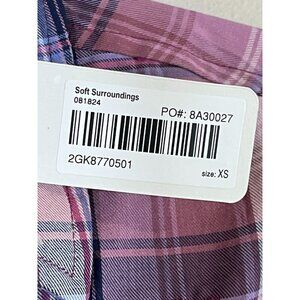 Soft Surroundings
081824
PO#: 8A30027
2GK8770501
size: XS